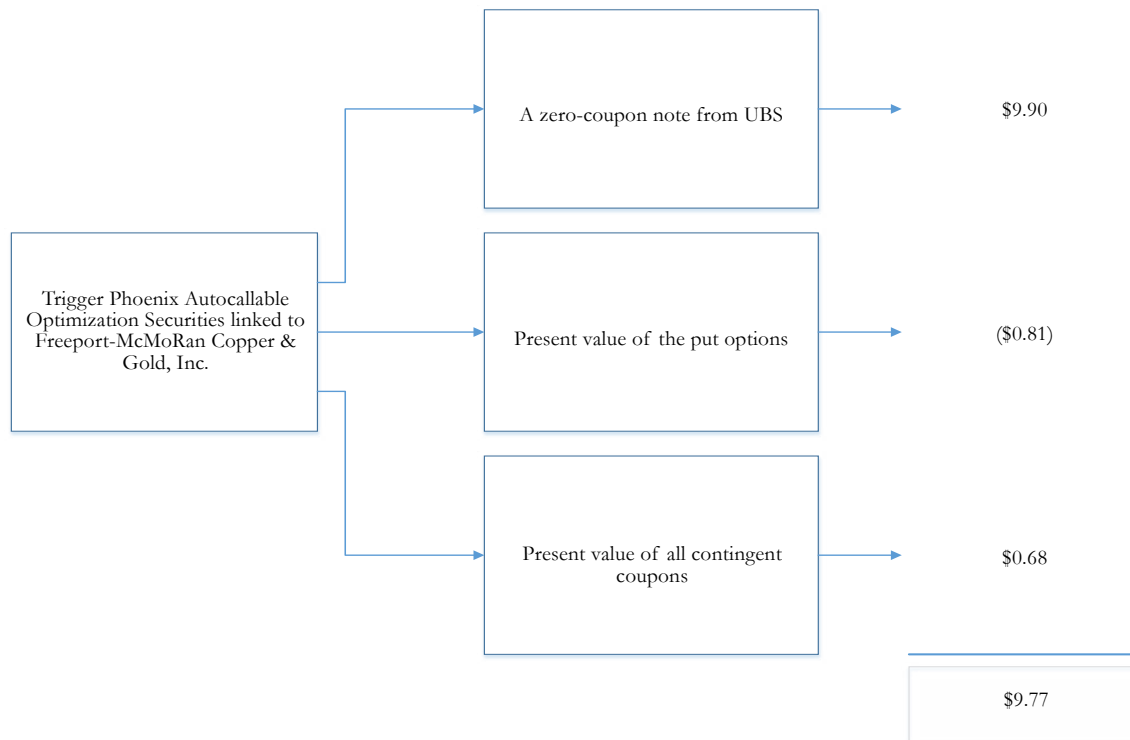 A zero-coupon note from UBS
$9.90
Trigger Phoenix Autocallable
Optimization Securities linked to
Freeport-McMoRan Copper &
Gold, Inc.
Present value of the put options
($0.81)
Present value of all contingent
coupons
$0.68
$9.77